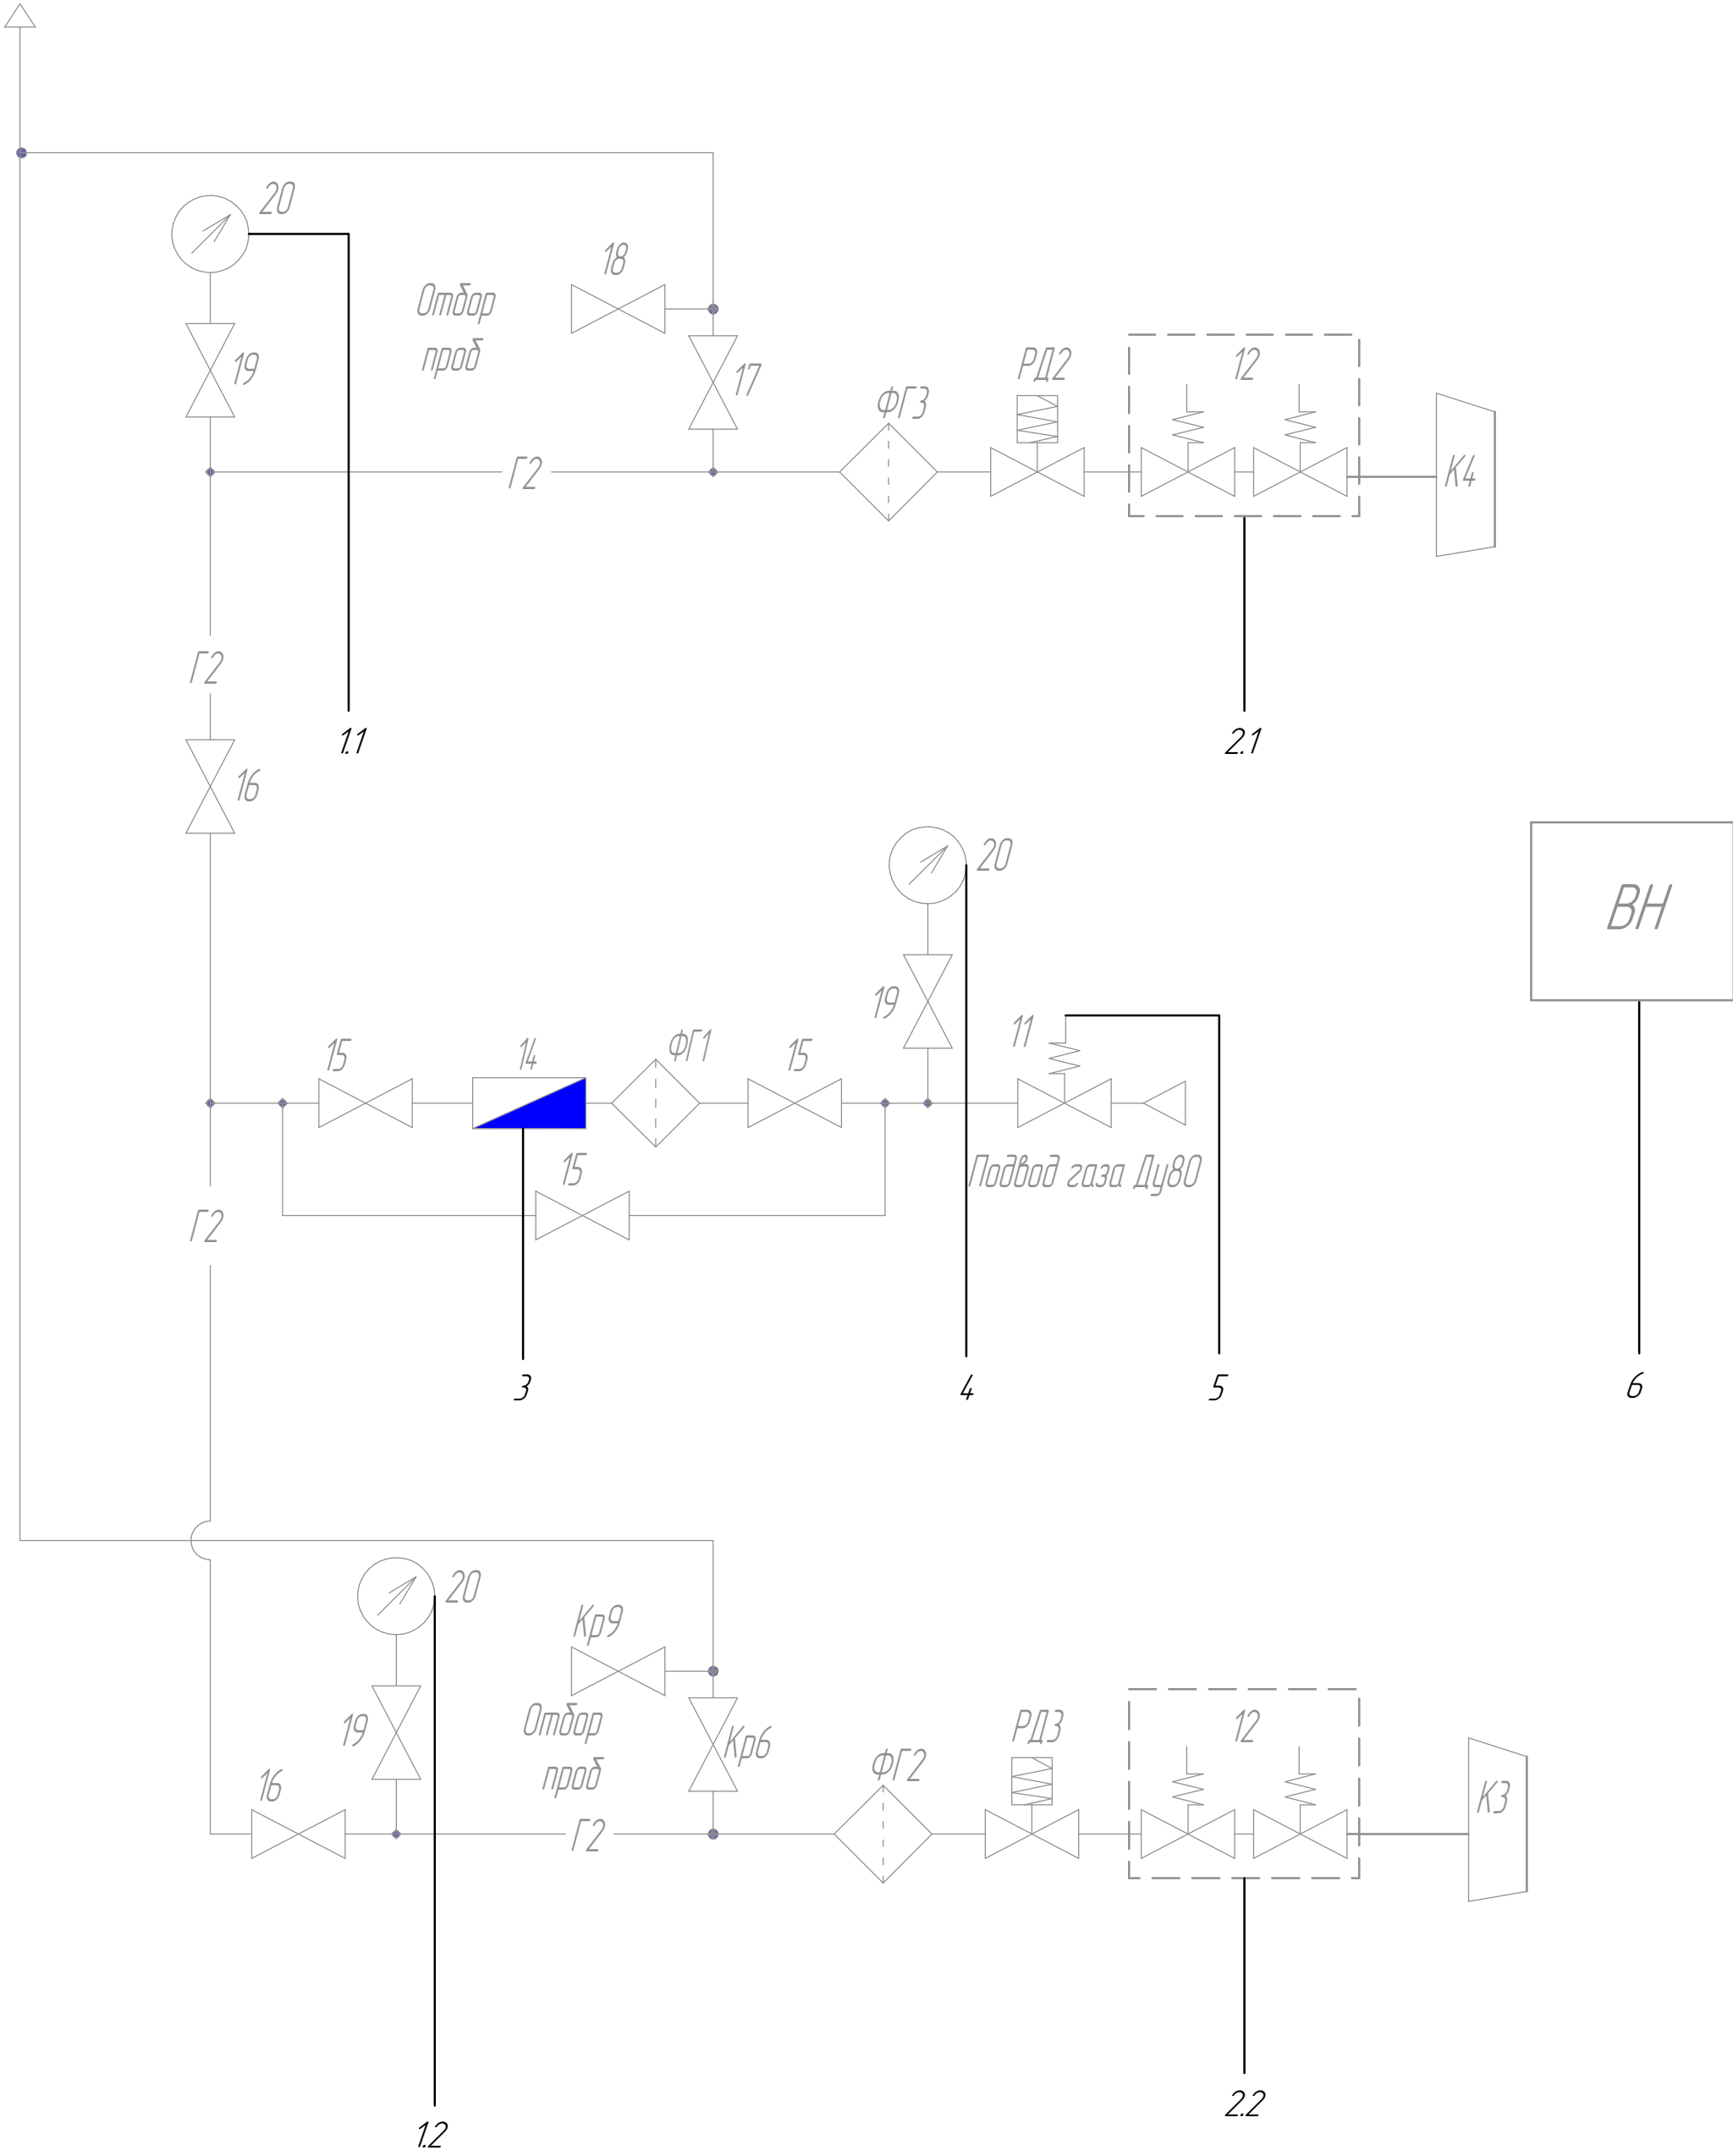 20
18
Отбор
проб
19
17
РД2
12
ФГ3
К4
Г2
Г2
1.1
2.1
16
20
ВН
19
11
15
14
ФГ1
15
Подвод газа Ду80
15
Г2
3
4
5
6
20
Кр9
Отбор
проб
19
Кр6
РД3
12
16
ФГ2
К3
Г2
2.2
1.2